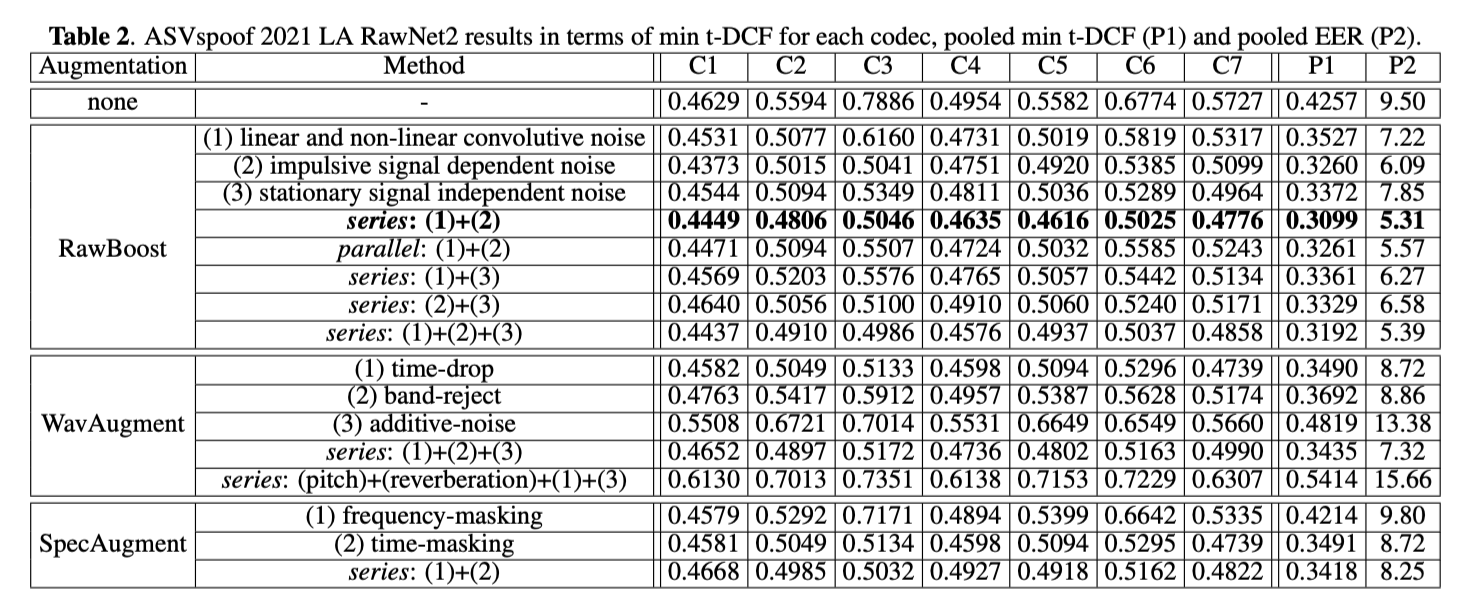 Table 2. ASVspoof 2021 LA RawNet2 results in terms of min t-DCF for each codec, pooled min t-DCF (P1) and pooled EER (P2).
Augmentation Method C1 C2 C3 C4 C5 C6 C7 P1 P2
none - 0.4629 0.5594 0.7886 0.4954 0.5582 0.6774 0.5727 0.4257 9.50
(1) linear and non-linear convolutive noise 0.4531 0.5077 0.6160 0.4731 0.5019 0.5819 0.5317 0.3527 7.22
(2) impulsive signal dependent noise 0.4373 0.5015 0.5041 0.4751 0.4920 0.5385 0.5099 0.3260 6.09
(3) stationary signal independent noise 0.4544 0.5094 0.5349 0.4811 0.5036 0.5289 0.4964 0.3372 7.85
series: (1)+(2) 0.4449 0.4806 0.5046 0.4635 0.4616 0.5025 0.4776 0.3099 5.31
RawBoost parallel: (1)+(2) 0.4471 0.5094 0.5507 0.4724 0.5032 0.5585 0.5243 0.3261 5.57
series: (1)+(3) 0.4569 0.5203 0.5576 0.4765 0.5057 0.5442 0.5134 0.3361 6.27
series: (2)+(3) 0.4640 0.5056 0.5100 0.4910 0.5060 0.5240 0.5171 0.3329 6.58
series: (1)+(2)+(3) 0.4437 0.4910 0.4986 0.4576 0.4937 0.5037 0.4858 0.3192 5.39
(1) time-drop 0.4582 0.5049 0.5133 0.4598 0.5094 0.5296 0.4739 0.3490 8.72
(2) band-reject 0.4763 0.5417 0.5912 0.4957 0.5387 0.5628 0.5174 0.3692 8.86
WavAugment (3) additive-noise 0.5508 0.6721 0.7014 0.5531 0.6649 0.6549 0.5660 0.4819 13.38
series: (1)+(2)+(3) 0.4652 0.4897 0.5172 0.4736 0.4802 0.5163 0.4990 0.3435 7.32
series: (pitch)+(reverberation)+(1)+(3) 0.6130 0.7013 0.7351 0.6138 0.7153 0.7229 0.6307 0.5414 15.66
(1) frequency-masking 0.4579 0.5292 0.7171 0.4894 0.5399 0.6642 0.5335 0.4214 9.80
SpecAugment (2) time-masking 0.4581 0.5049 0.5134 0.4598 0.5094 0.5295 0.4739 0.3491 8.72
series: (1)+(2) 0.4668 0.4985 0.5032 0.4927 0.4918 0.5162 0.4822 0.3418 8.25